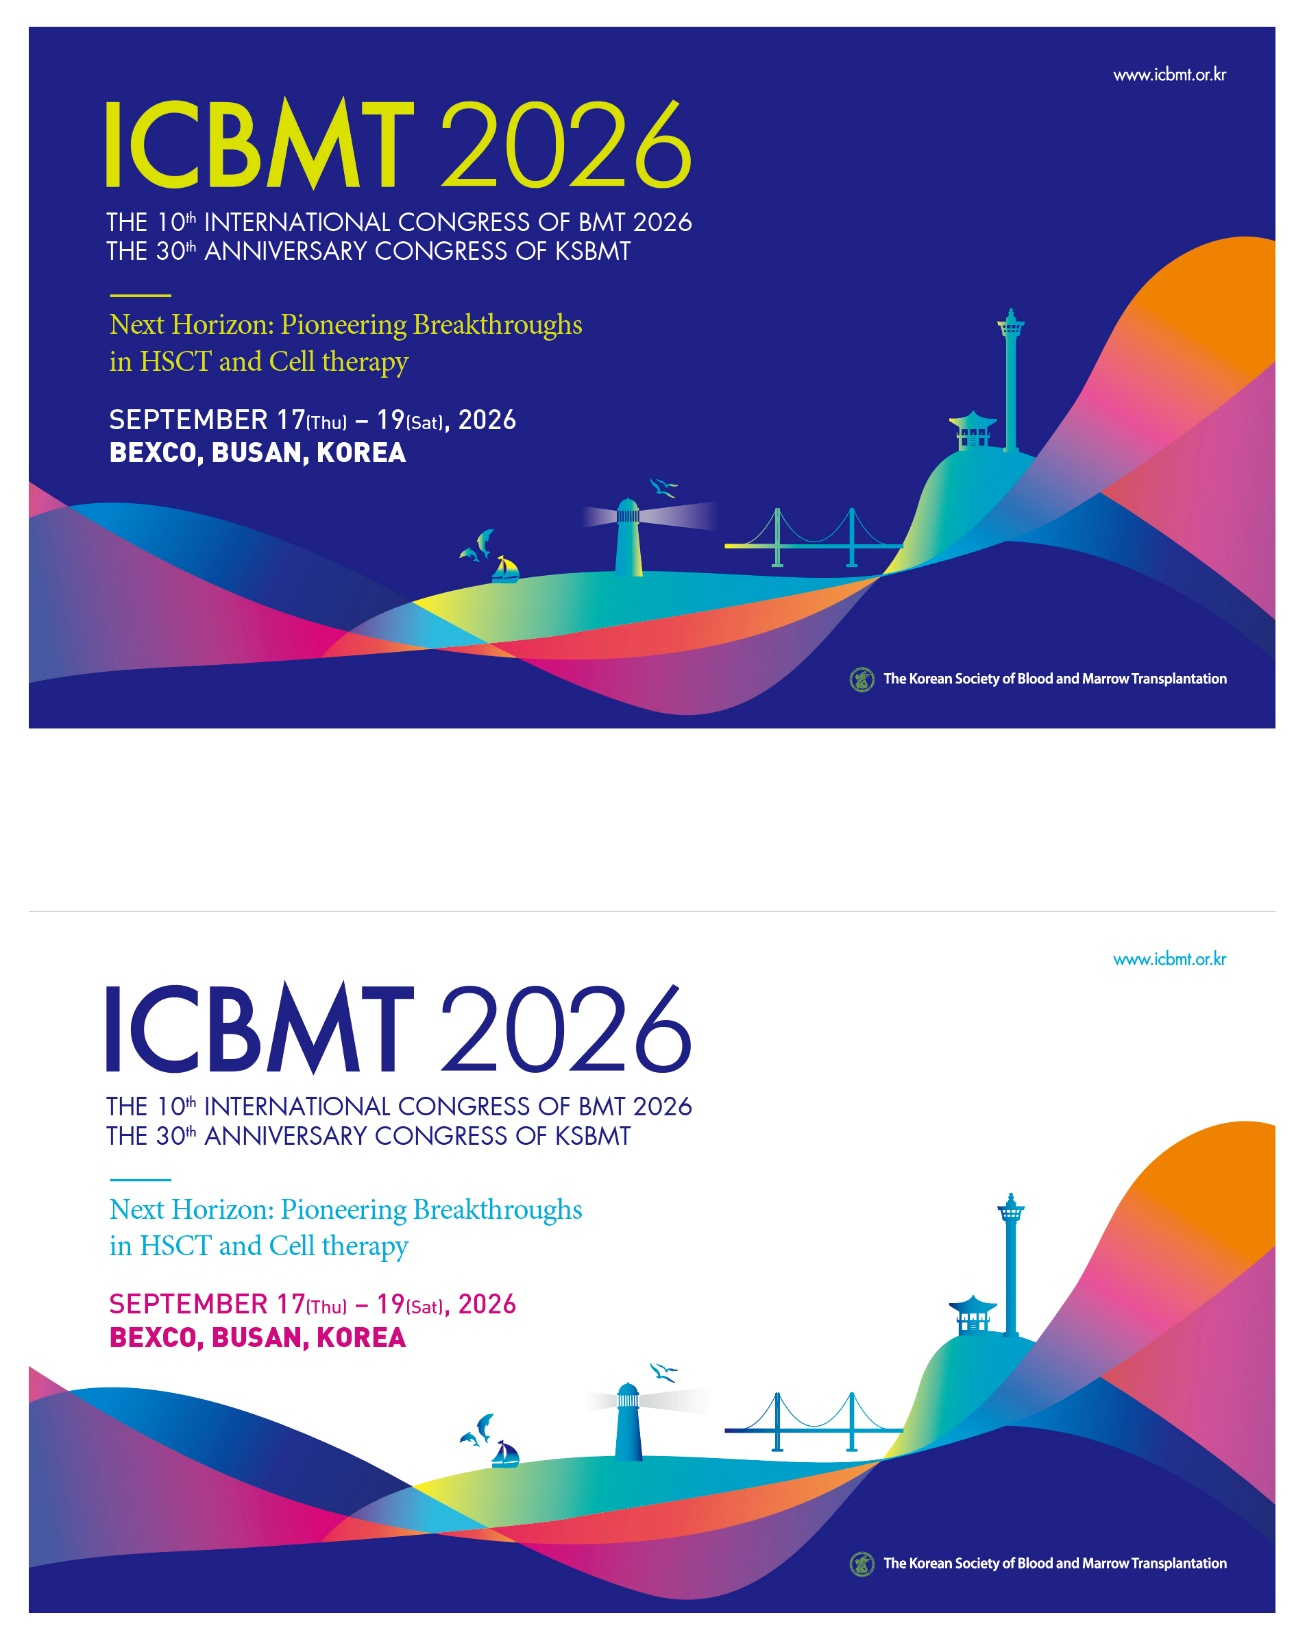 www.icbmt.or.kr
ICBMT 2026
THE 10th INTERNATIONAL CONGRESS OF BMT 2026
THE 30th ANNIVERSARY CONGRESS OF KSBMT
Next Horizon: Pioneering Breakthroughs
in HSCT and Cell therapy
SEPTEMBER 17(Thu) – 19(Sat), 2026
BEXCO, BUSAN, KOREA
The Korean Society of Blood and Marrow Transplantation
www.icbmt.or.kr
ICBMT 2026
THE 10th INTERNATIONAL CONGRESS OF BMT 2026
THE 30th ANNIVERSARY CONGRESS OF KSBMT
Next Horizon: Pioneering Breakthroughs
in HSCT and Cell therapy
SEPTEMBER 17(Thu) – 19(Sat), 2026
BEXCO, BUSAN, KOREA
The Korean Society of Blood and Marrow Transplantation